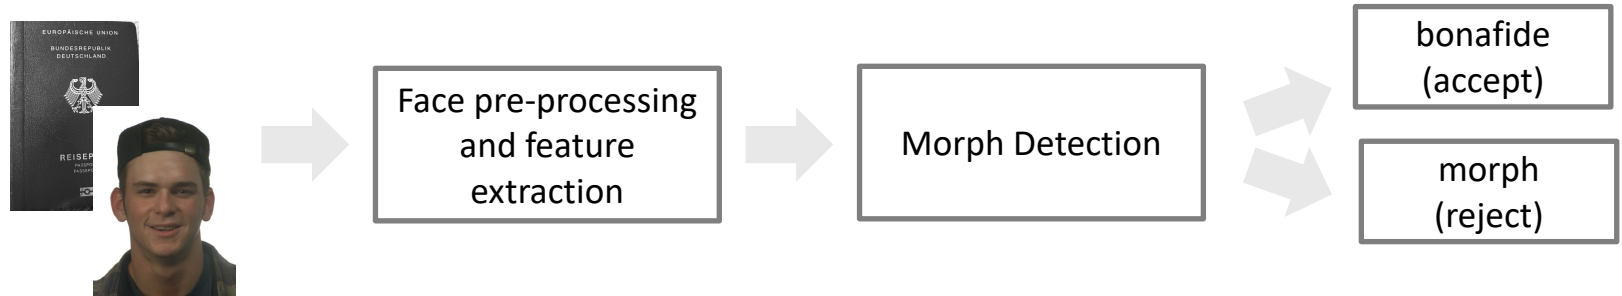 EUROPÄISCHE UNION
BUNDESREPUBLIK
DEUTSCHLAND
REISEP
Face pre-processing
and feature
extraction
Morph Detection
bonafide
(accept)
morph
(reject)